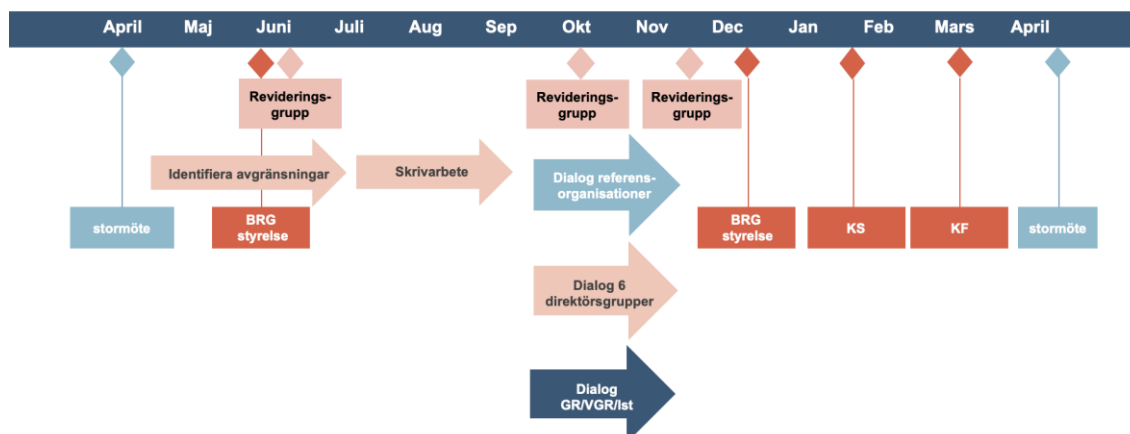 April Maj Juni Juli Aug Sep Okt Nov Dec Jan Feb Mars April
Reviderings-
grupp
Reviderings-
grupp
Reviderings-
grupp
Identifiera avgränsningar
Skrivarbete
Dialog referens-
organisationer
stormöte
BRG
styrelse
BRG
styrelse
KS
KF
stormöte
Dialog 6
direktörsgrupper
Dialog
GR/VGR/lst